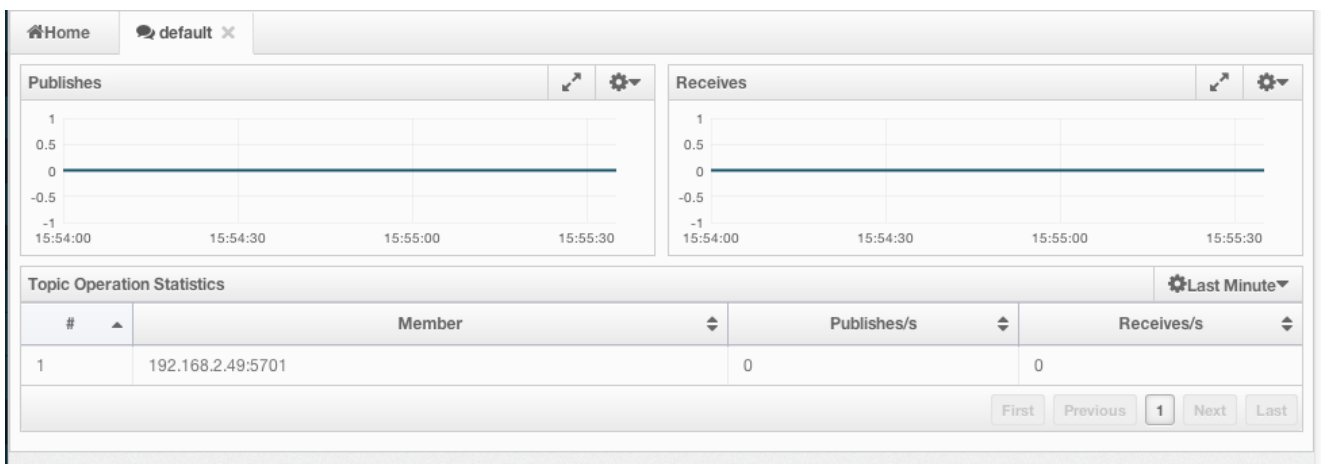 Home default
Publishes
1
0.5
0
-0.5
-1
15:54:00 15:54:30 15:55:00 15:55:30
Receives
1
0.5
0
-0.5
-1
15:54:00 15:54:30 15:55:00 15:55:30
Topic Operation Statistics Last Minute
# Member Publishes/s Receives/s
1 192.168.2.49:5701 0 0
First Previous 1 Next Last